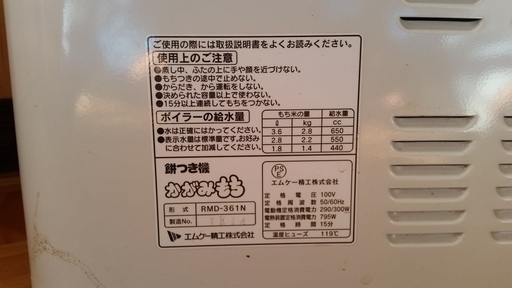 ご使用の際には取扱説明書をよくお読みください。
使用上のご注意
●蒸し中、ふたの上に手や顔を近づけない。
●もちつきの途中で止めない。
●からだき、から運転をしない。
●決められた容量以上で使わない。
●15分以上連続してもちをつかない。
ボイラーの給水量
●水は正確にはかってください。
●表示水量は標準量です。お好み
に合わせて加減してください。
もち米の量 給水量
ℓ kg cc
3.6 2.8 650
2.8 2.2 550
1.8 1.4 440
餅つき機
かがみもち
形式 RMD-361N
製造No.
エムケー精工株式会社
PS
E
エムケー精工株式会社
定格電圧 100V
定格周波数 50/60Hz
電動機定格消費電力 290/300W
電熱装置定格消費電力 795W
定格時間 15分
温度ヒューズ 119℃